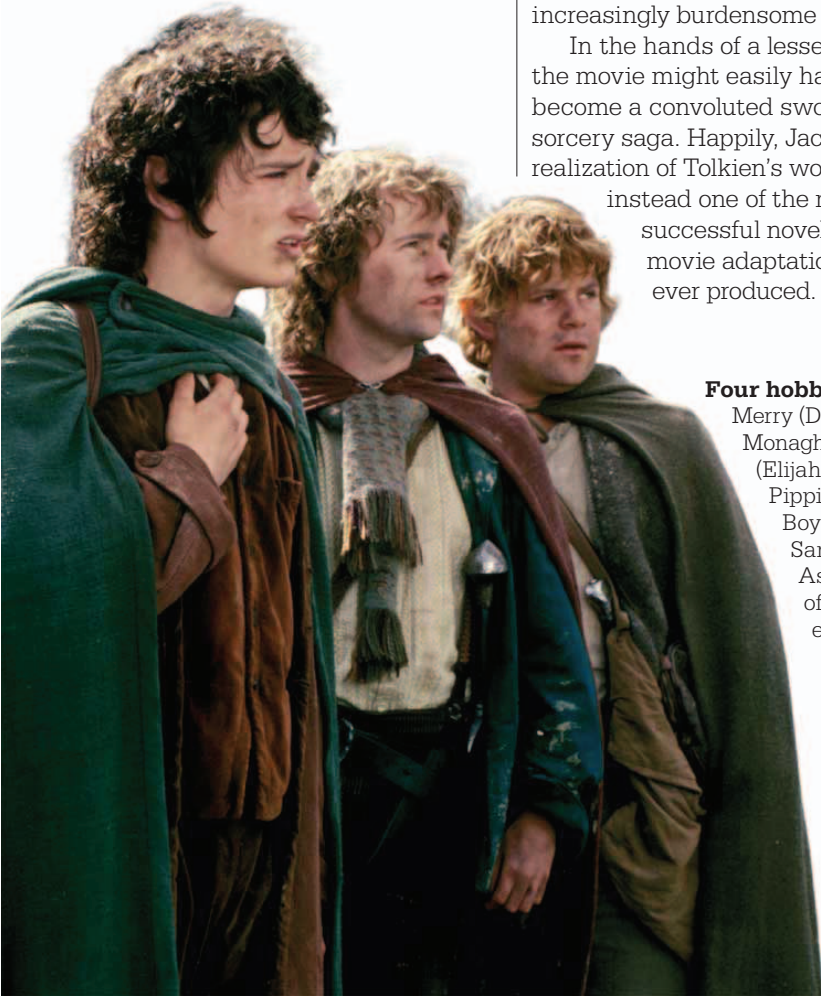 increasingly burdensome
In the hands of a lesse
the movie might easily ha
become a convoluted swo
sorcery saga. Happily, Jac
realization of Tolkien’s wo
instead one of the
successful novel
movie adaptatio
ever produced.
Four hobb
Merry (D
Monagh
(Elijah
Pippi
Boy
Sa
As
of
e